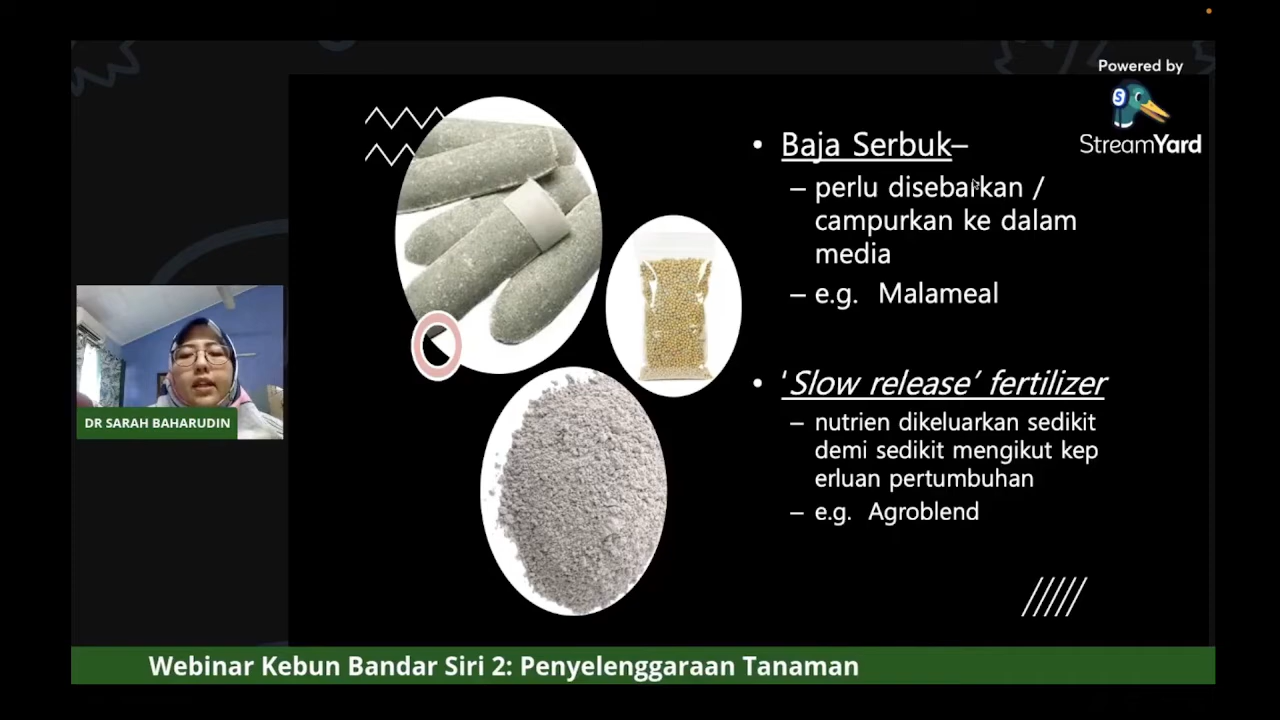 Powered by
StreamYard
• Baja Serbuk–
– perlu disebarkan /
campurkan ke dalam
media
– e.g. Malameal
• ‘Slow release’ fertilizer
– nutrien dikeluarkan sedikit
demi sedikit mengikut kep
erluan pertumbuhan
– e.g. Agroblend
DR SARAH BAHARUDIN
Webinar Kebun Bandar Siri 2: Penyelenggaraan Tanaman